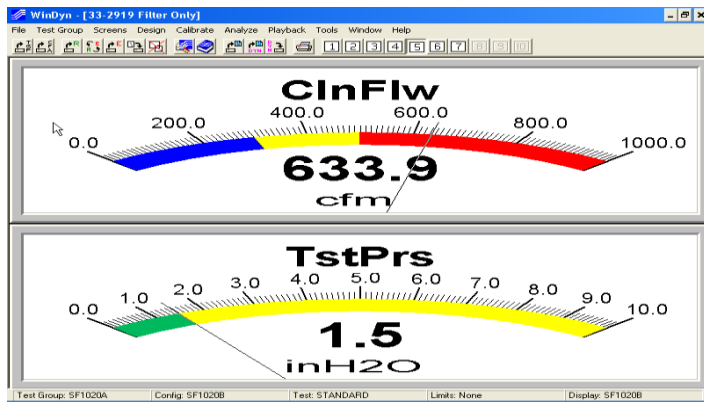 WinDyn - [33-2919 Filter Only]
File Test Group Screens Design Calibrate Analyze Playback Tools Window Help
1 2 3 4 5 6 7 8 9 10
ClnFlw
0.0 200.0 400.0 600.0 800.0 1000.0
633.9
cfm
TstPrs
0.0 1.0 2.0 3.0 4.0 5.0 6.0 7.0 8.0 9.0 10.0
1.5
inH2O
Test Group: SF1020A Config: SF1020B Test: STANDARD Limits: None Display: SF1020B